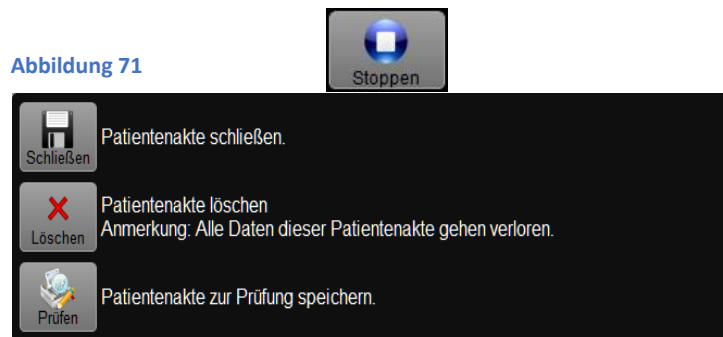 Abbildung 71
Stoppen
Schließen
Patientenakte schließen.
Löschen
Patientenakte löschen
Anmerkung: Alle Daten dieser Patientenakte gehen verloren.
Prüfen
Patientenakte zur Prüfung speichern.